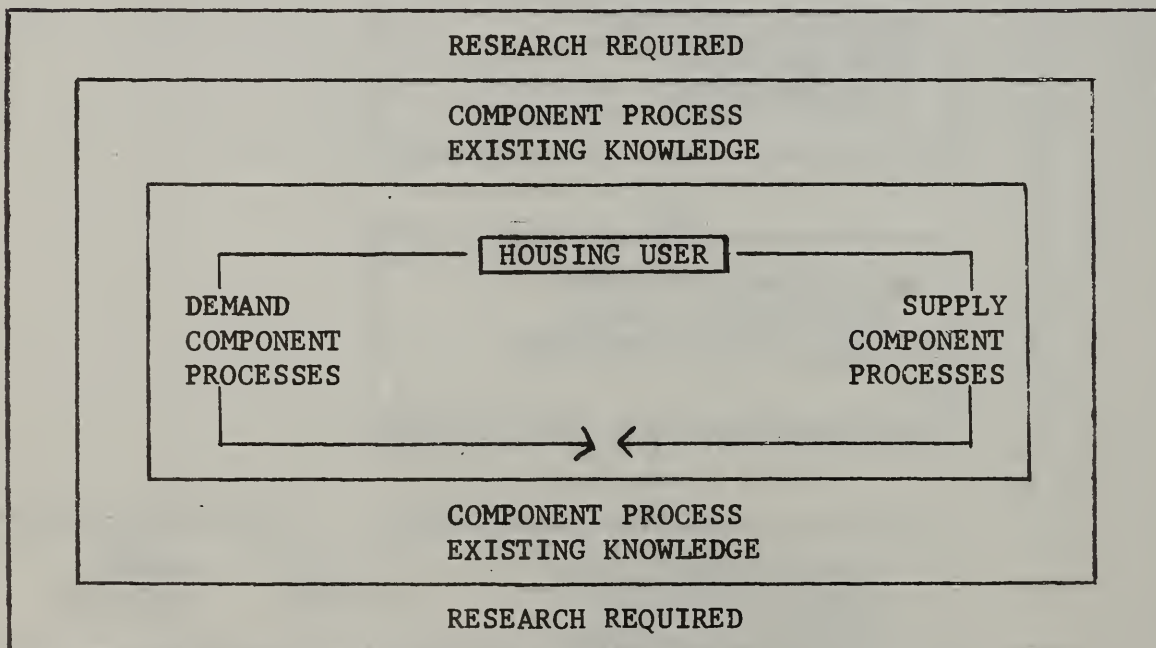 RESEARCH REQUIRED
COMPONENT PROCESS
EXISTING KNOWLEDGE
HOUSING USER
DEMAND
COMPONENT
PROCESSES
SUPPLY
COMPONENT
PROCESSES
COMPONENT PROCESS
EXISTING KNOWLEDGE
RESEARCH REQUIRED